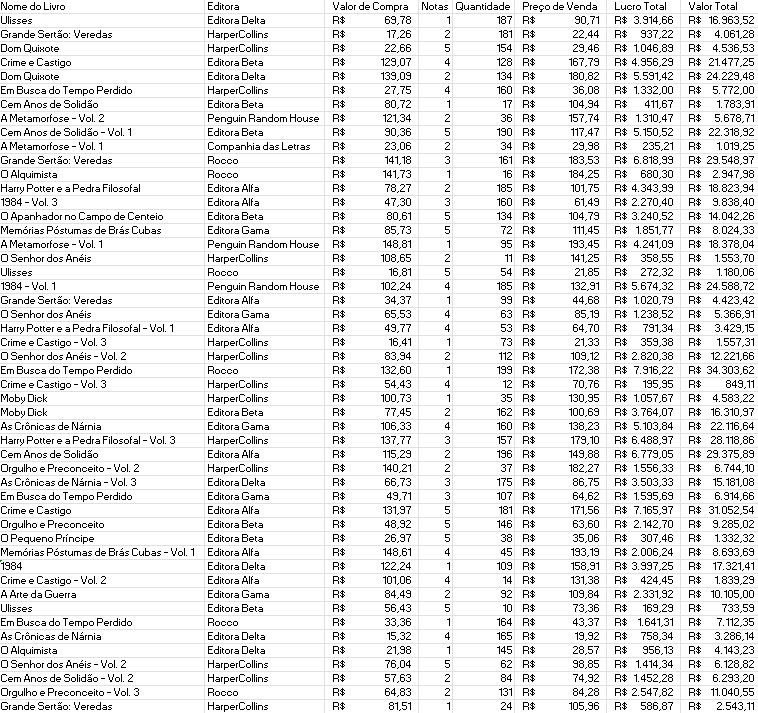 Nome do Livro Editora Valor de Compra Notas Quantidade Preço de Venda Lucro Total Valor Total
Ulisses Editora Delta R$ 69,78 1 187 R$ 90,71 R$ 3.914,66 R$ 16.963,52
Grande Sertão: Veredas HarperCollins R$ 17,26 2 181 R$ 22,44 R$ 937,22 R$ 4.061,28
Dom Quixote HarperCollins R$ 22,66 5 154 R$ 29,46 R$ 1.046,89 R$ 4.536,53
Crime e Castigo Editora Beta R$ 129,07 4 128 R$ 167,79 R$ 4.956,29 R$ 21.477,25
Dom Quixote Editora Delta R$ 139,09 2 134 R$ 180,82 R$ 5.591,42 R$ 24.229,48
Em Busca do Tempo Perdido HarperCollins R$ 27,75 4 160 R$ 36,08 R$ 1.332,00 R$ 5.772,00
Cem Anos de Solidão Editora Beta R$ 80,72 1 17 R$ 104,94 R$ 411,67 R$ 1.783,91
A Metamorfose - Vol. 2 Penguin Random House R$ 121,34 2 36 R$ 157,74 R$ 1.310,47 R$ 5.678,71
Cem Anos de Solidão - Vol. 1 Editora Beta R$ 90,36 5 190 R$ 117,47 R$ 5.150,52 R$ 22.318,92
A Metamorfose - Vol. 1 Companhia das Letras R$ 23,06 2 34 R$ 29,98 R$ 235,21 R$ 1.019,25
Grande Sertão: Veredas Rocco R$ 141,18 3 161 R$ 183,53 R$ 6.818,99 R$ 29.548,97
O Alquimista Rocco R$ 141,73 1 16 R$ 184,25 R$ 680,30 R$ 2.947,98
Harry Potter e a Pedra Filosofal Editora Alfa R$ 78,27 2 185 R$ 101,75 R$ 4.343,99 R$ 18.823,94
1984 - Vol. 3 Editora Alfa R$ 47,30 3 160 R$ 61,49 R$ 2.270,40 R$ 9.838,40
O Apanhador no Campo de Centeio Editora Beta R$ 80,61 5 134 R$ 104,79 R$ 3.240,52 R$ 14.042,26
Memórias Póstumas de Brás Cubas Editora Gama R$ 85,73 5 72 R$ 111,45 R$ 1.851,77 R$ 8.024,33
A Metamorfose - Vol. 1 Penguin Random House R$ 148,81 1 95 R$ 193,45 R$ 4.241,09 R$ 18.378,04
O Senhor dos Anéis HarperCollins R$ 108,65 2 11 R$ 141,25 R$ 358,55 R$ 1.553,70
Ulisses Rocco R$ 16,81 5 54 R$ 21,85 R$ 272,32 R$ 1.180,06
1984 - Vol. 1 Penguin Random House R$ 102,24 4 185 R$ 132,91 R$ 5.674,32 R$ 24.588,72
Grande Sertão: Veredas Editora Alfa R$ 34,37 1 99 R$ 44,68 R$ 1.020,79 R$ 4.423,42
O Senhor dos Anéis Editora Gama R$ 65,53 4 63 R$ 85,19 R$ 1.238,52 R$ 5.366,91
Harry Potter e a Pedra Filosofal - Vol. 1 Editora Alfa R$ 49,77 4 53 R$ 64,70 R$ 791,34 R$ 3.429,15
Crime e Castigo - Vol. 3 HarperCollins R$ 16,41 1 73 R$ 21,33 R$ 359,38 R$ 1.557,31
O Senhor dos Anéis - Vol. 2 HarperCollins R$ 83,94 2 112 R$ 109,12 R$ 2.820,38 R$ 12.221,66
Em Busca do Tempo Perdido Rocco R$ 132,60 1 199 R$ 172,38 R$ 7.916,22 R$ 34.303,62
Crime e Castigo - Vol. 3 HarperCollins R$ 54,43 4 12 R$ 70,76 R$ 195,95 R$ 849,11
Moby Dick HarperCollins R$ 100,73 1 35 R$ 130,95 R$ 1.057,67 R$ 4.583,22
Moby Dick Editora Beta R$ 77,45 2 162 R$ 100,69 R$ 3.764,07 R$ 16.310,97
As Crônicas de Nárnia Editora Gama R$ 106,33 4 160 R$ 138,23 R$ 5.103,84 R$ 22.116,64
Harry Potter e a Pedra Filosofal - Vol. 3 HarperCollins R$ 137,77 3 157 R$ 179,10 R$ 6.488,97 R$ 28.118,86
Cem Anos de Solidão Editora Alfa R$ 115,29 2 196 R$ 149,88 R$ 6.779,05 R$ 29.375,89
Orgulho e Preconceito - Vol. 2 HarperCollins R$ 140,21 2 37 R$ 182,27 R$ 1.556,33 R$ 6.744,10
As Crônicas de Nárnia - Vol. 3 Editora Delta R$ 66,73 3 175 R$ 86,75 R$ 3.503,33 R$ 15.181,08
Em Busca do Tempo Perdido Editora Gama R$ 49,71 3 107 R$ 64,62 R$ 1.595,69 R$ 6.914,66
Crime e Castigo Editora Alfa R$ 131,97 5 181 R$ 171,56 R$ 7.165,97 R$ 31.052,54
Orgulho e Preconceito Editora Beta R$ 48,92 5 146 R$ 63,60 R$ 2.142,70 R$ 9.285,02
O Pequeno Príncipe Editora Beta R$ 26,97 5 38 R$ 35,06 R$ 307,46 R$ 1.332,32
Memórias Póstumas de Brás Cubas - Vol. 1 Editora Alfa R$ 148,61 4 45 R$ 193,19 R$ 2.006,24 R$ 8.693,69
1984 Editora Delta R$ 122,24 1 109 R$ 158,91 R$ 3.997,25 R$ 17.321,41
Crime e Castigo - Vol. 2 Editora Alfa R$ 101,06 4 14 R$ 131,38 R$ 424,45 R$ 1.839,29
A Arte da Guerra Editora Gama R$ 84,49 2 92 R$ 109,84 R$ 2.331,92 R$ 10.105,00
Ulisses Editora Beta R$ 56,43 5 10 R$ 73,36 R$ 169,29 R$ 733,59
Em Busca do Tempo Perdido Rocco R$ 33,36 1 164 R$ 43,37 R$ 1.641,31 R$ 7.112,35
As Crônicas de Nárnia Editora Delta R$ 15,32 4 165 R$ 19,92 R$ 758,34 R$ 3.286,14
O Alquimista Editora Delta R$ 21,98 1 145 R$ 28,57 R$ 956,13 R$ 4.143,23
O Senhor dos Anéis - Vol. 2 HarperCollins R$ 76,04 5 62 R$ 98,85 R$ 1.414,34 R$ 6.128,82
Cem Anos de Solidão - Vol. 2 HarperCollins R$ 57,63 2 84 R$ 74,92 R$ 1.452,28 R$ 6.293,20
Orgulho e Preconceito - Vol. 3 Rocco R$ 64,83 2 131 R$ 84,28 R$ 2.547,82 R$ 11.040,55
Grande Sertão: Veredas HarperCollins R$ 81,51 1 24 R$ 105,96 R$ 586,87 R$ 2.543,11